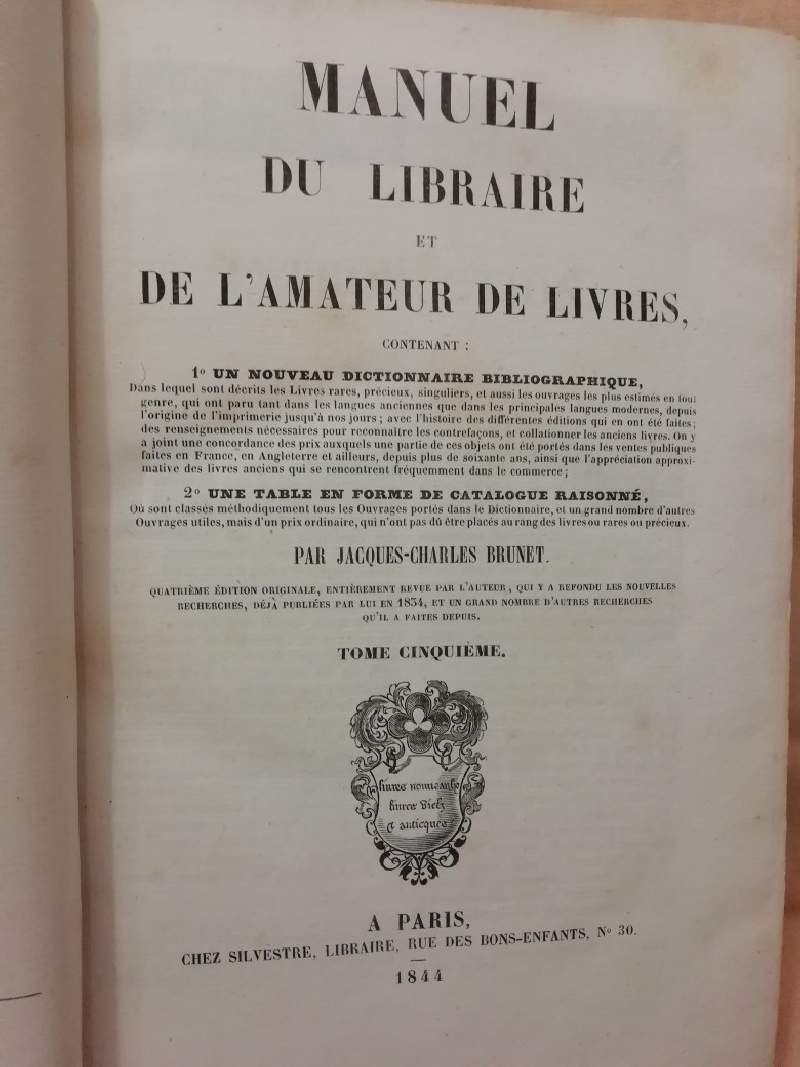 MANUEL
DU LIBRAIRE
ET
DE L'AMATEUR DE LIVRES,
CONTENANT :
1º UN NOUVEAU DICTIONNAIRE BIBLIOGRAPHIQUE,
Dans lequel sont décrits les Livres rares, précieux, singuliers, et aussi les ouvrages les plus estimés en tout
genre, qui ont paru tant dans les langues anciennes que dans les principales langues modernes, depuis
l'origine de l'imprimerie jusqu'à nos jours ; avec l'histoire des différentes éditions qui en ont été faites ;
des renseignements nécessaires pour reconnaître les contrefaçons, et collationner les anciens livres. On y
a joint une concordance des prix auxquels une partie de ces objets ont été portés dans les ventes publiques
faites en France, en Angleterre et ailleurs, depuis plus de soixante ans, ainsi que l'appréciation approxi-
mative des livres anciens qui se rencontrent fréquemment dans le commerce ;
2º UNE TABLE EN FORME DE CATALOGUE RAISONNÉ,
Où sont classés méthodiquement tous les Ouvrages portés dans le Dictionnaire, et un grand nombre d'autres
Ouvrages utiles, mais d'un prix ordinaire, qui n'ont pas dû être placés au rang des livres ou rares ou précieux.
PAR JACQUES-CHARLES BRUNET.
QUATRIÈME ÉDITION ORIGINALE, ENTIÈREMENT REVUE PAR L'AUTEUR, QUI Y A REFONDU LES NOUVELLES
RECHERCHES, DÉJÀ PUBLIÉES PAR LUI EN 1834, ET UN GRAND NOMBRE D'AUTRES RECHERCHES
QU'IL A FAITES DEPUIS.
TOME CINQUIÈME.
livres nouveaulx
livres vielz
et anticques
A PARIS,
CHEZ SILVESTRE, LIBRAIRE, RUE DES BONS-ENFANTS, Nº 30.
1844